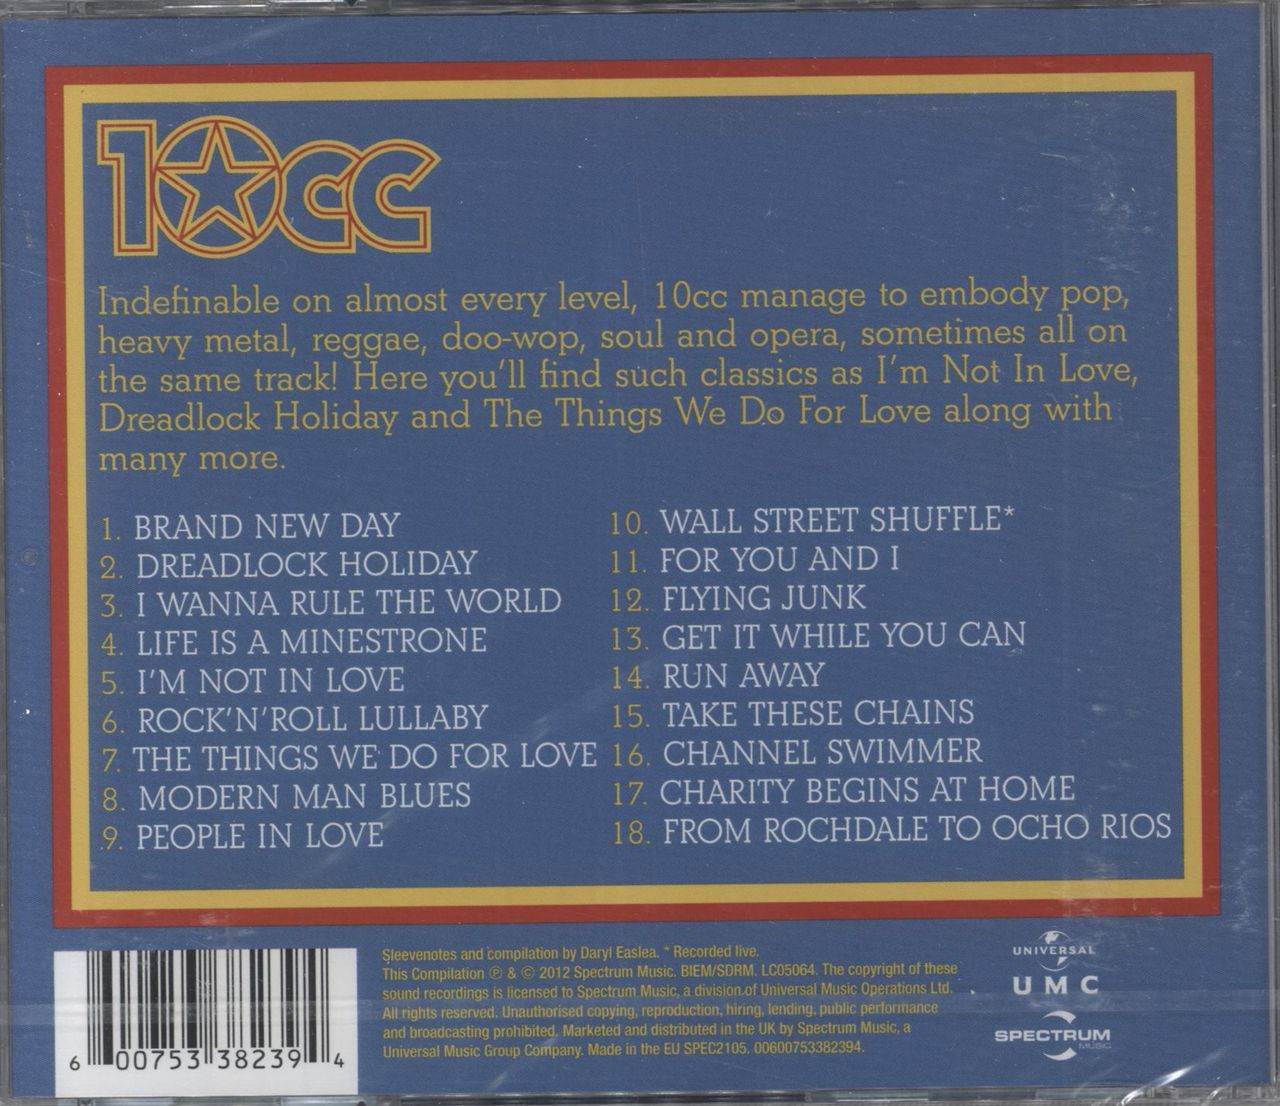 10cc
Indefinable on almost every level, 10cc manage to embody pop,
heavy metal, reggae, doo-wop, soul and opera, sometimes all on
the same track! Here you'll find such classics as I'm Not In Love,
Dreadlock Holiday and The Things We Do For Love along with
many more.
1. BRAND NEW DAY
2. DREADLOCK HOLIDAY
3. I WANNA RULE THE WORLD
4. LIFE IS A MINESTRONE
5. I'M NOT IN LOVE
6. ROCK'N'ROLL LULLABY
7. THE THINGS WE DO FOR LOVE
8. MODERN MAN BLUES
9. PEOPLE IN LOVE
10. WALL STREET SHUFFLE*
11. FOR YOU AND I
12. FLYING JUNK
13. GET IT WHILE YOU CAN
14. RUN AWAY
15. TAKE THESE CHAINS
16. CHANNEL SWIMMER
17. CHARITY BEGINS AT HOME
18. FROM ROCHDALE TO OCHO RIOS
6 00753 38239 4
Sleevenotes and compilation by Daryl Easlea. * Recorded live.
This Compilation ℗ & © 2012 Spectrum Music. BIEM/SDRM. LC05064. The copyright of these
sound recordings is licensed to Spectrum Music, a division of Universal Music Operations Ltd.
All rights reserved. Unauthorised copying, reproduction, hiring, lending, public performance
and broadcasting prohibited. Marketed and distributed in the UK by Spectrum Music, a
Universal Music Group Company. Made in the EU SPEC2105. 00600753382394.
UNIVERSAL
UMC
SPECTRUM
MUSIC